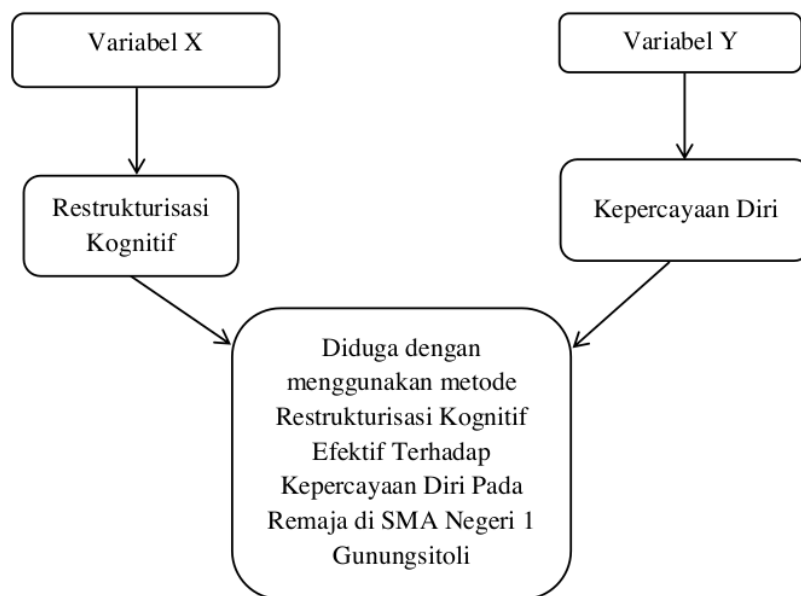 Variabel X
Variabel Y
Restrukturisasi
Kognitif
Kepercayaan Diri
Diduga dengan
menggunakan metode
Restrukturisasi Kognitif
Efektif Terhadap
Kepercayaan Diri Pada
Remaja di SMA Negeri 1
Gunungsitoli